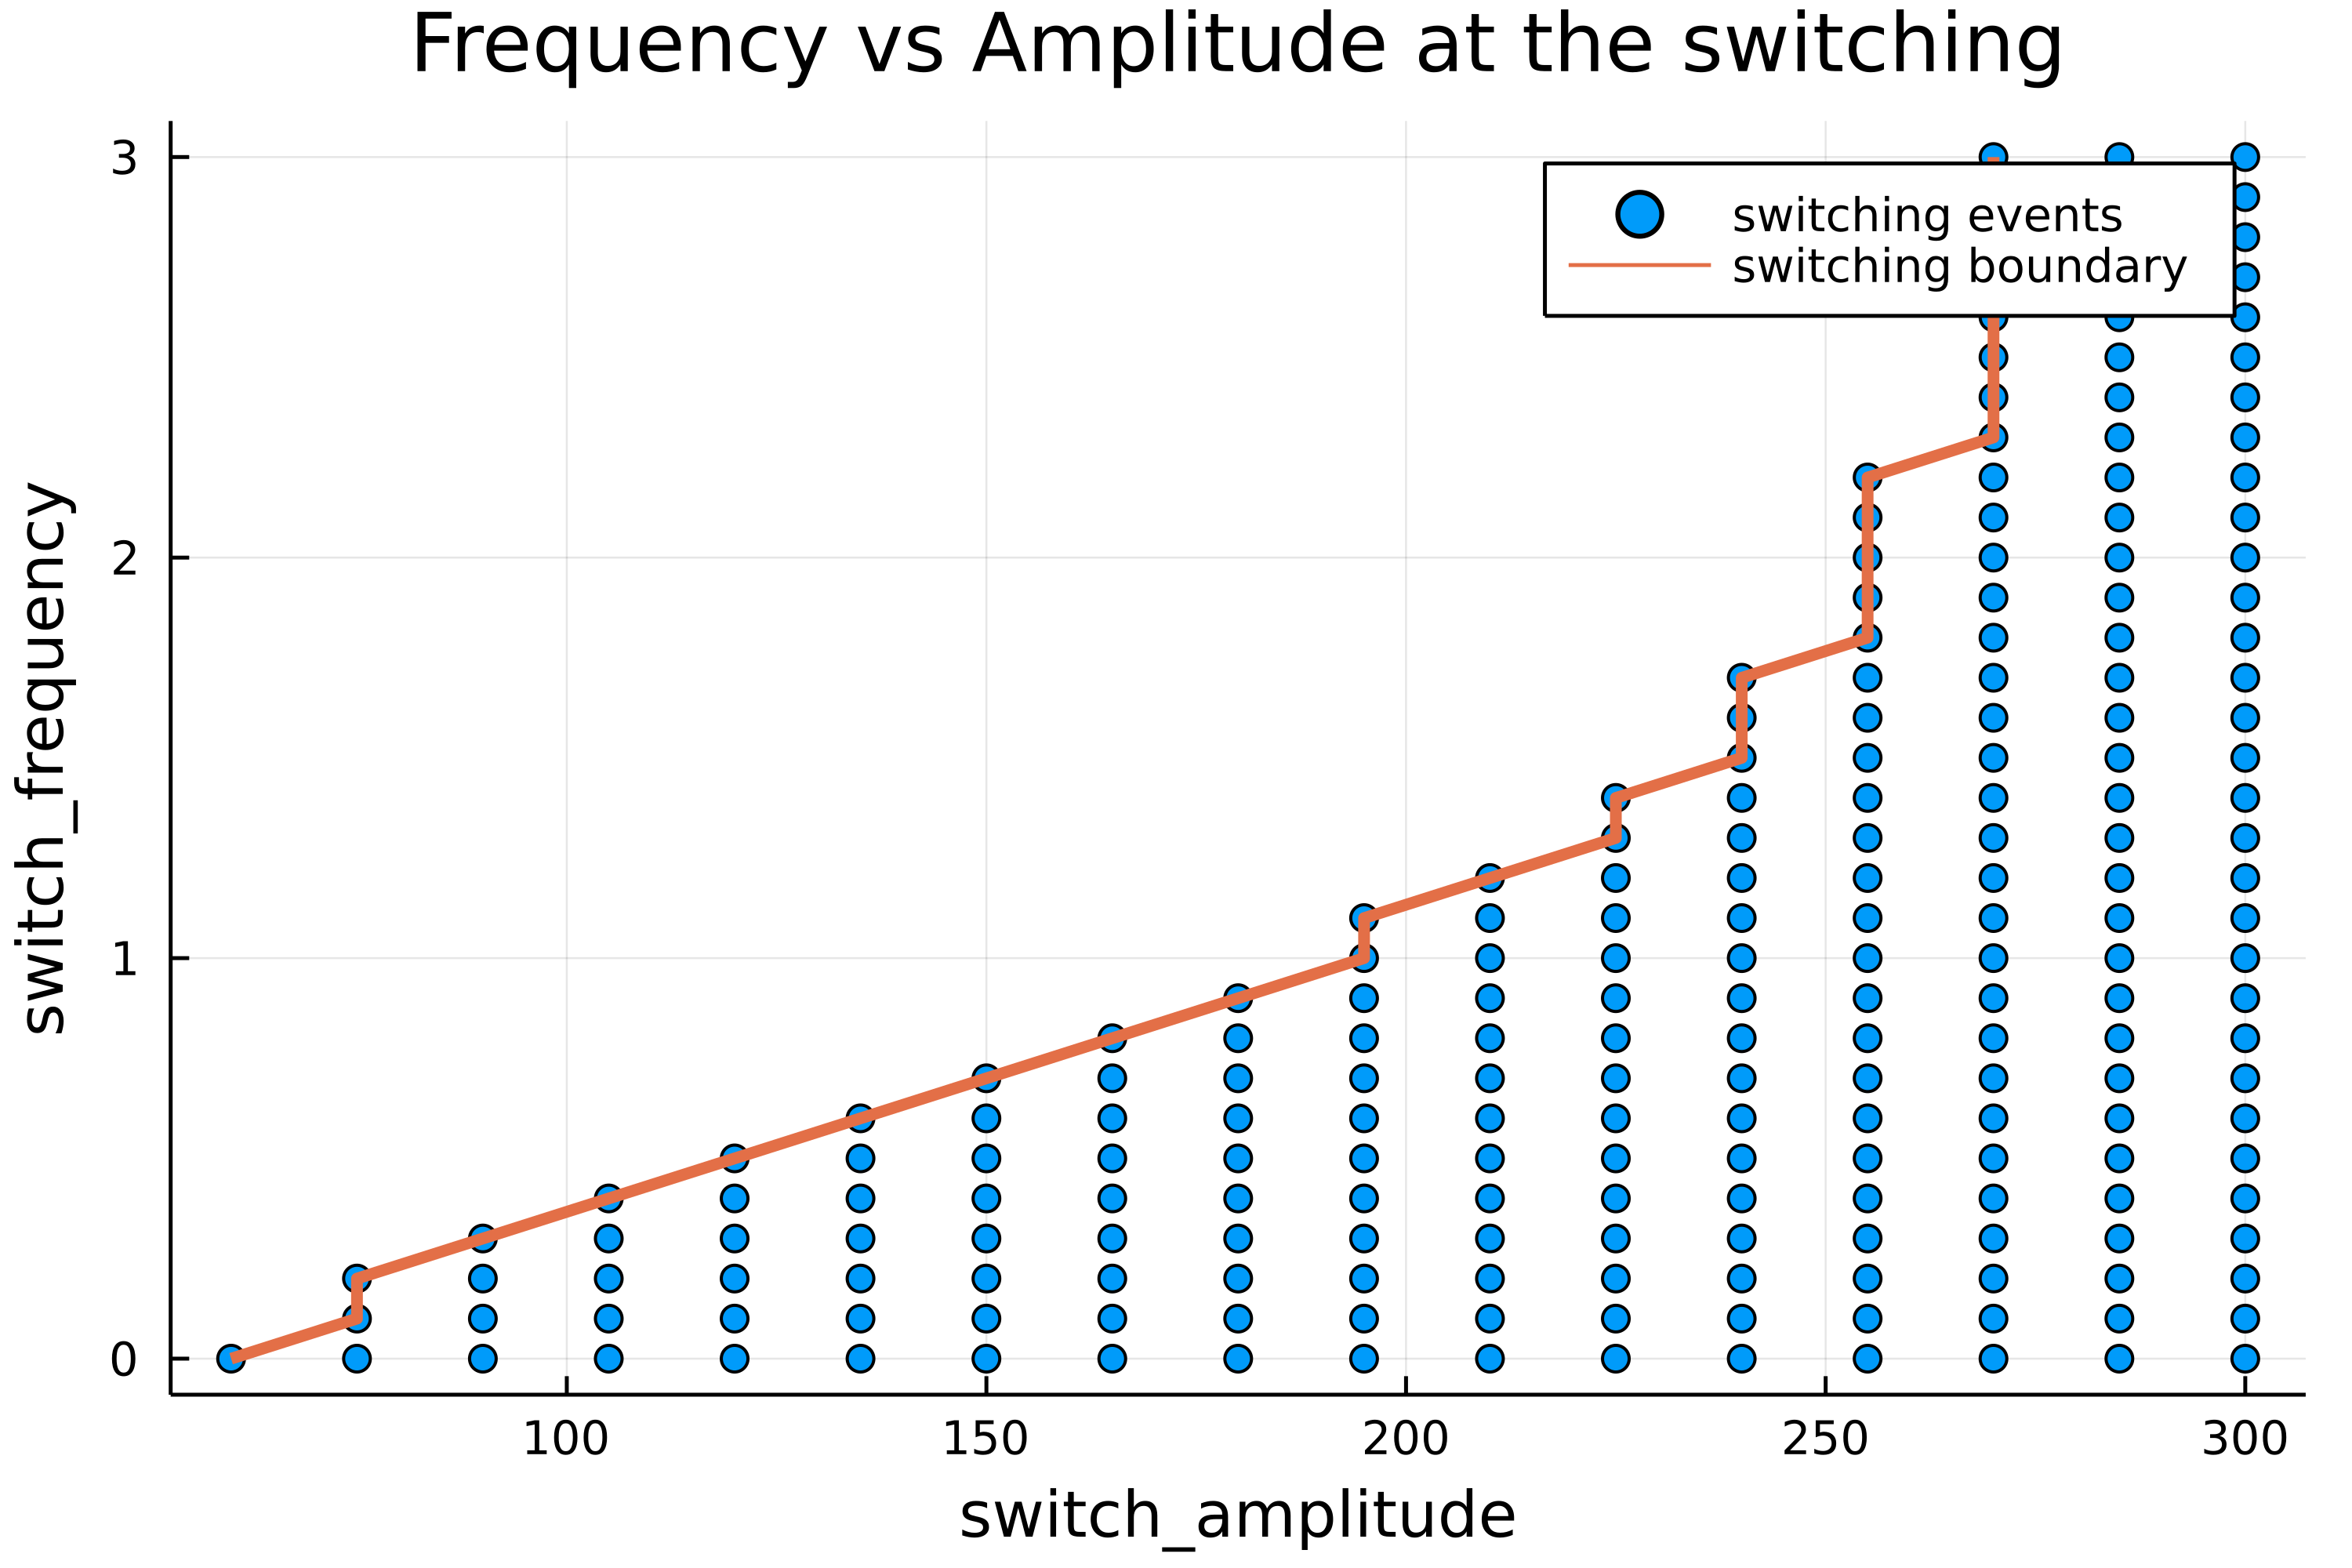 Frequency vs Amplitude at the switching
switching events
switching boundary
switch_frequency
3
2
1
0
100 150 200 250 300
switch_amplitude